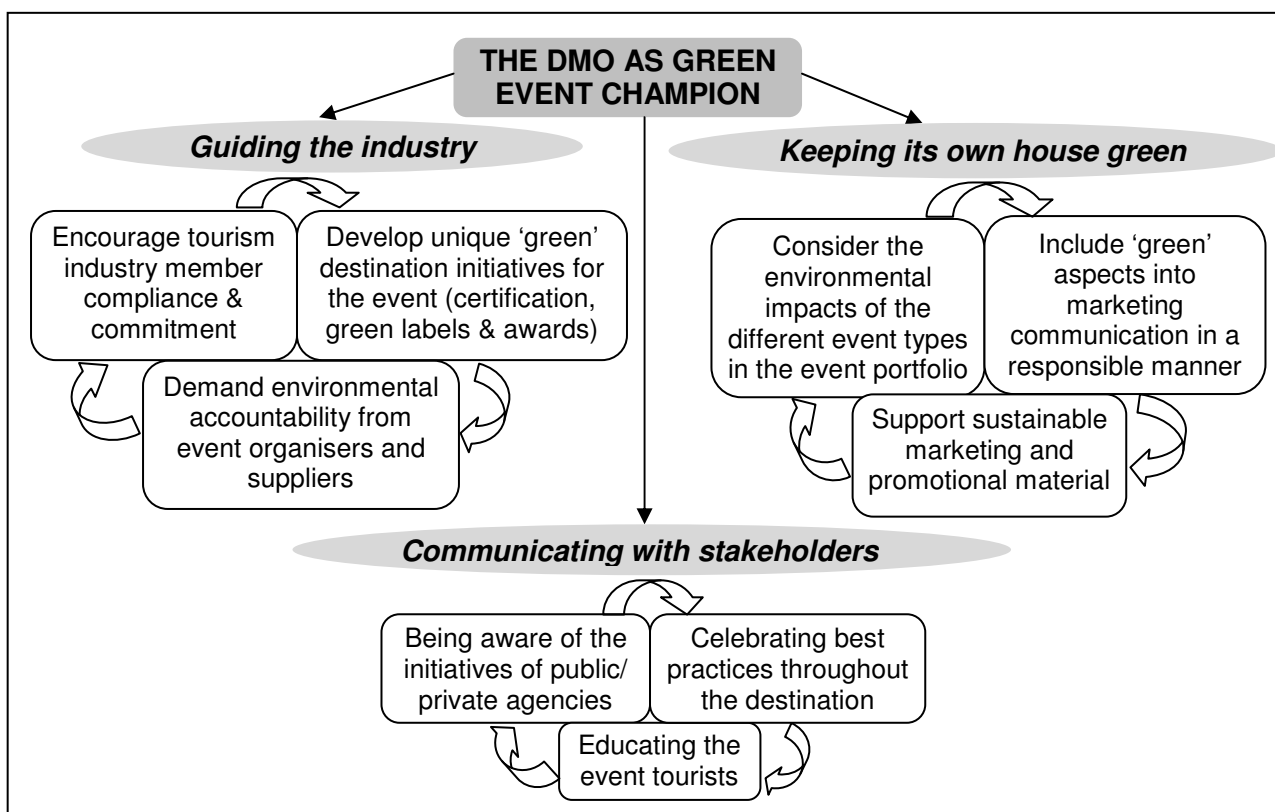 THE DMO AS GREEN
EVENT CHAMPION
Guiding the industry
Encourage tourism
industry member
compliance &
commitment
Develop unique ‘green’
destination initiatives for
the event (certification,
green labels & awards)
Demand environmental
accountability from
event organisers and
suppliers
Keeping its own house green
Consider the
environmental
impacts of the
different event types
in the event portfolio
Include ‘green’
aspects into
marketing
communication in a
responsible manner
Support sustainable
marketing and
promotional material
Communicating with stakeholders
Being aware of the
initiatives of public/
private agencies
Celebrating best
practices throughout
the destination
Educating the
event tourists